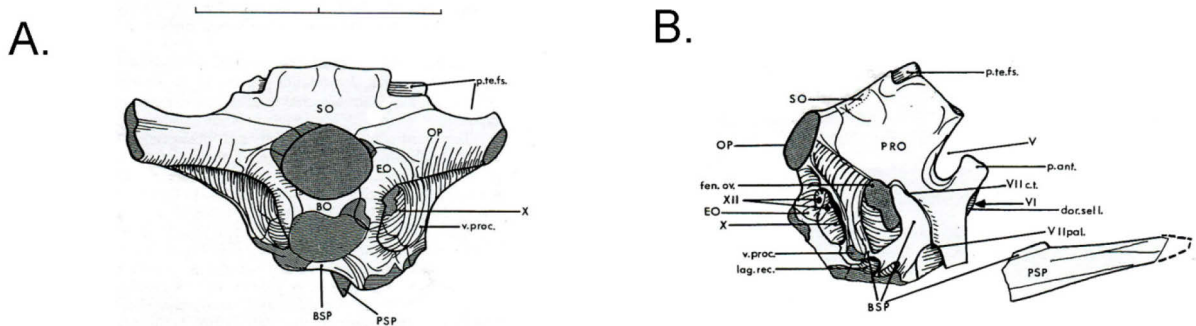 A.
p.te.fs.
SO
OP
EO
BO
X
v.proc.
BSP
PSP
B.
p.te.fs.
SO
OP
PRO
V
p.ant.
fen.ov.
VII c.t.
XII
VI
EO
dor.sell.
X
VII pal.
v.proc.
lag.rec.
PSP
BSP